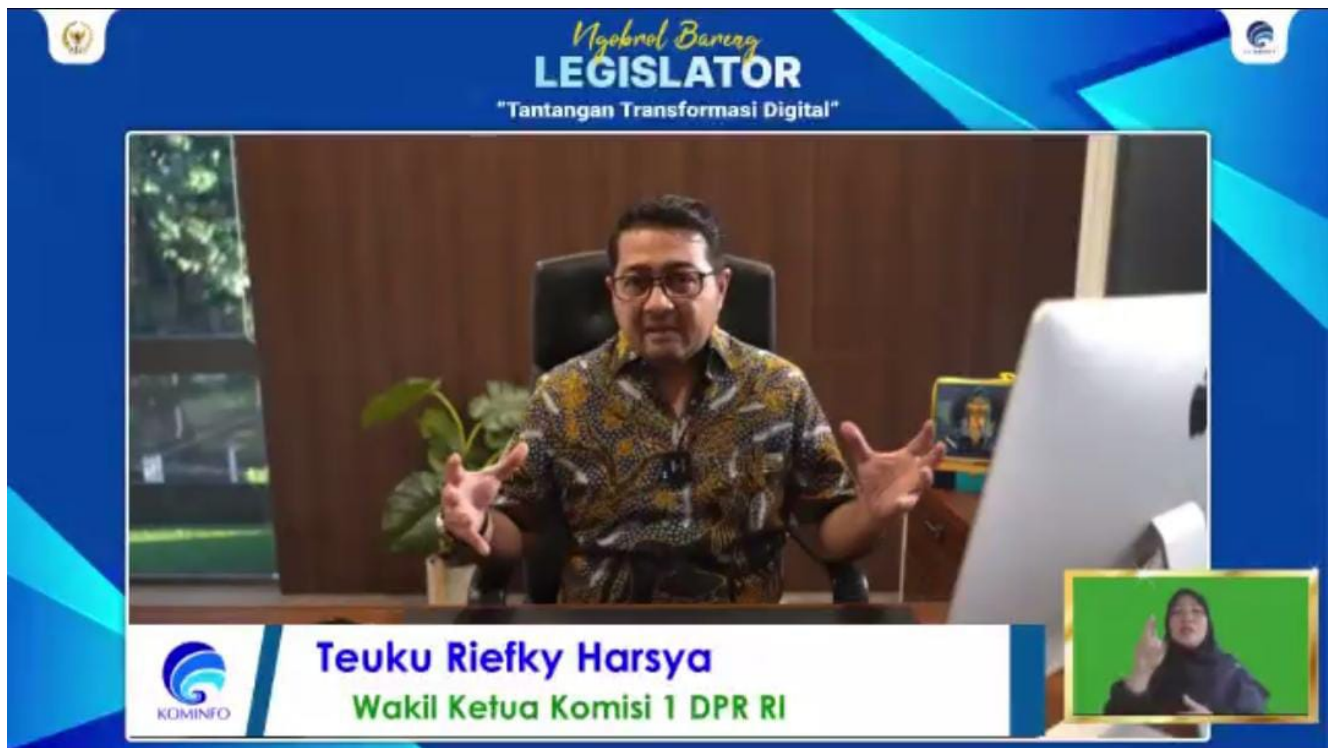 Ngobrol Bareng
LEGISLATOR
"Tantangan Transformasi Digital"
Teuku Riefky Harsya
Wakil Ketua Komisi 1 DPR RI
KOMINFO